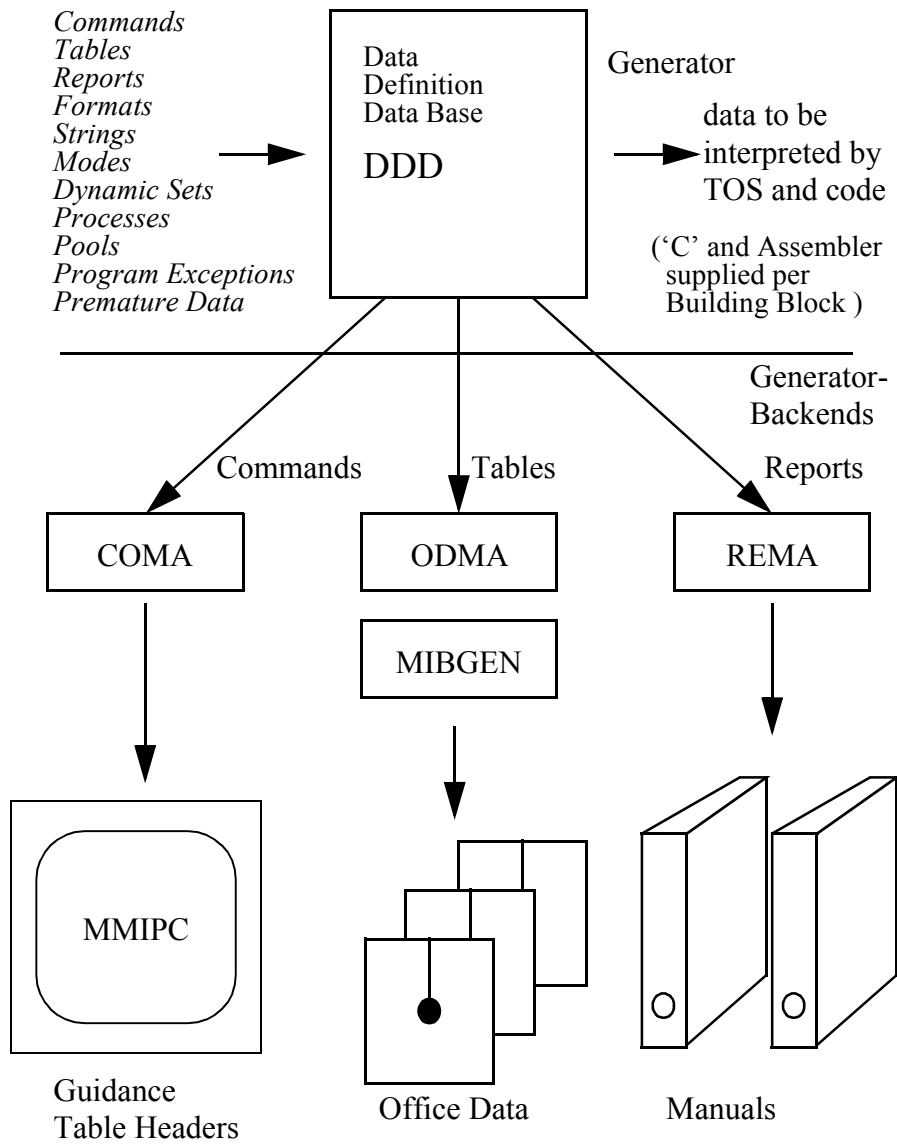 Commands
Tables
Reports
Formats
Strings
Modes
Dynamic Sets
Processes
Pools
Program Exceptions
Premature Data
Data
Definition
Data Base
DDD
Generator
data to be
interpreted by
TOS and code
(‘C’ and Assembler
supplied per
Building Block )
Generator-
Backends
Commands
Tables
Reports
COMA
ODMA
REMA
MIBGEN
MMIPC
Guidance
Table Headers
Office Data
Manuals